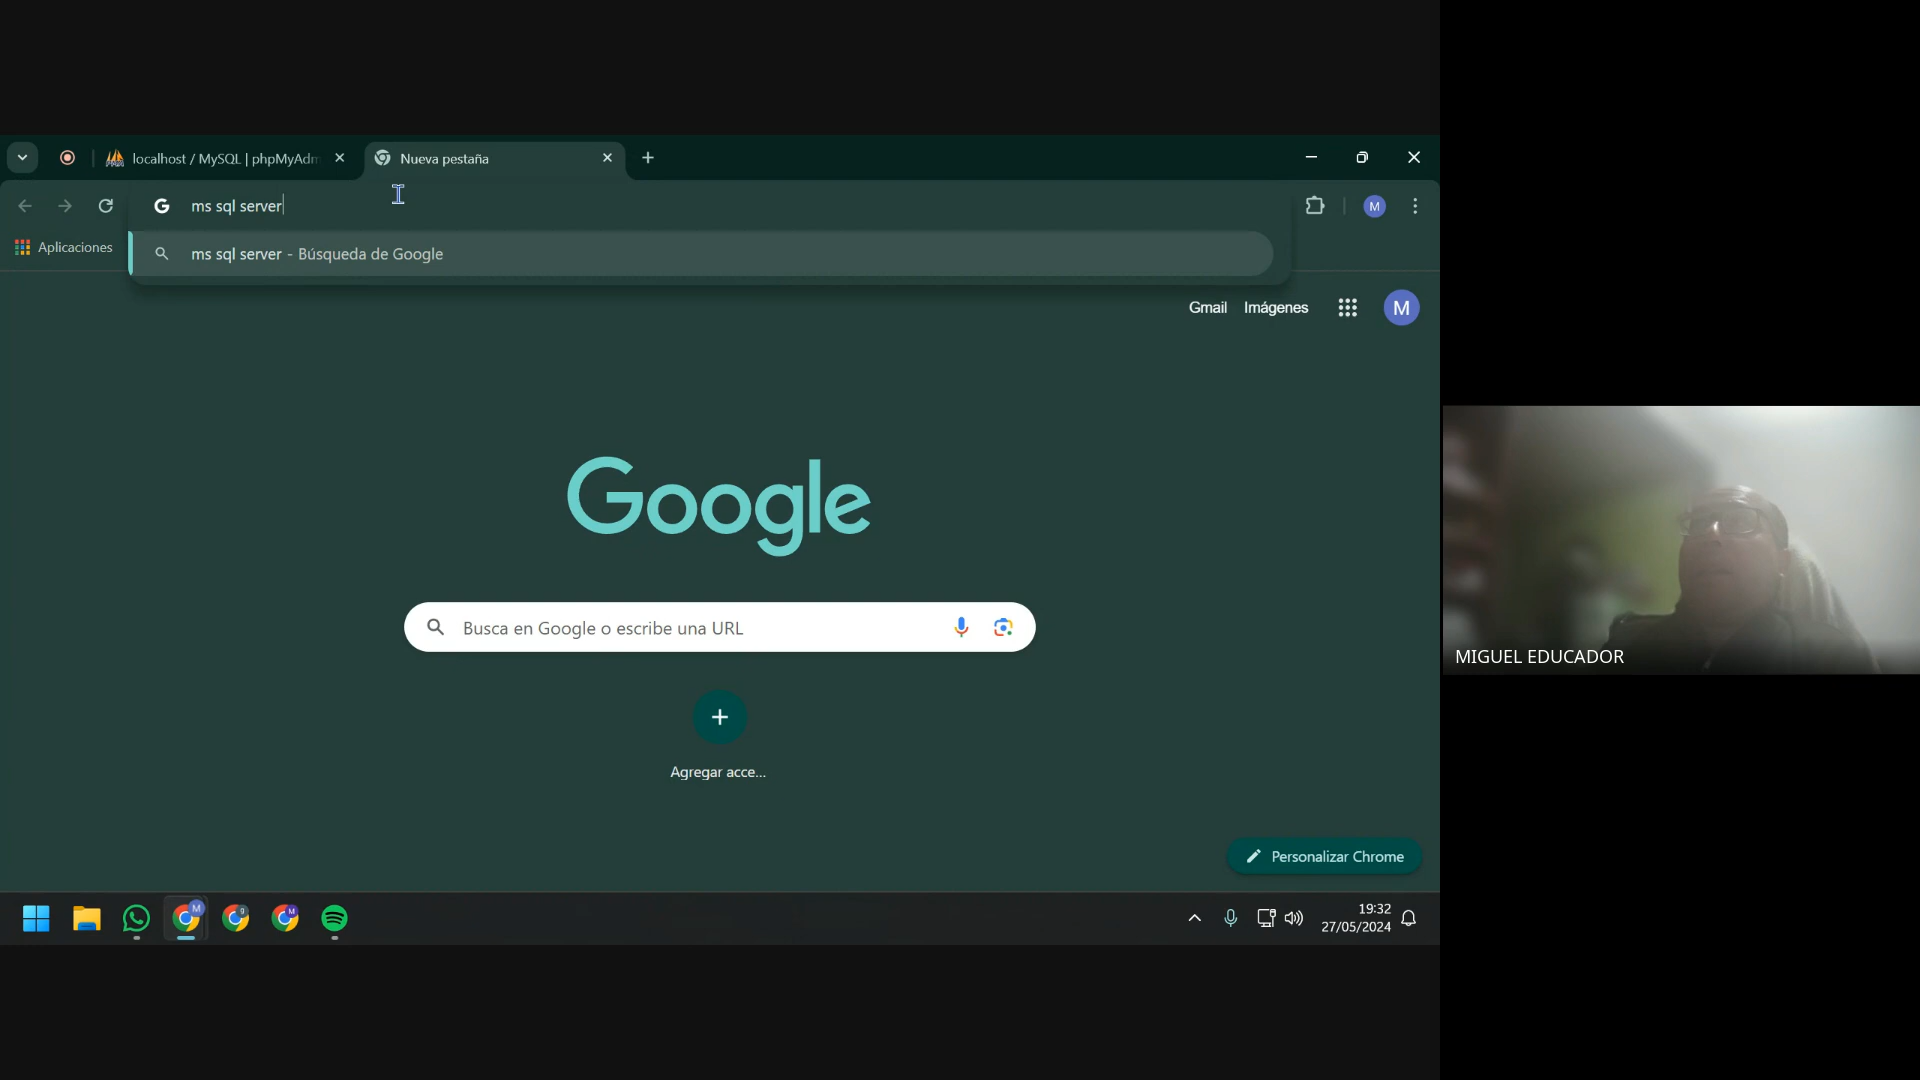 localhost / MySQL | phpMyAdm
Nueva pestaña
ms sql server
M
Aplicaciones
ms sql server - Búsqueda de Google
Gmail
Imágenes
M
Google
Busca en Google o escribe una URL
Agregar acce...
MIGUEL EDUCADOR
Personalizar Chrome
19:32
27/05/2024